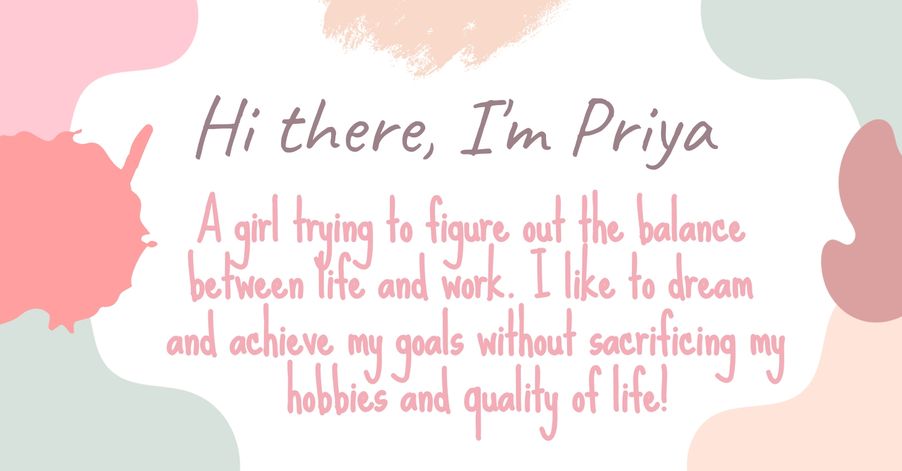 Hi there, I'm Priya
A girl trying to figure out the balance
between life and work. I like to dream
and achieve my goals without sacrificing my
hobbies and quality of life!